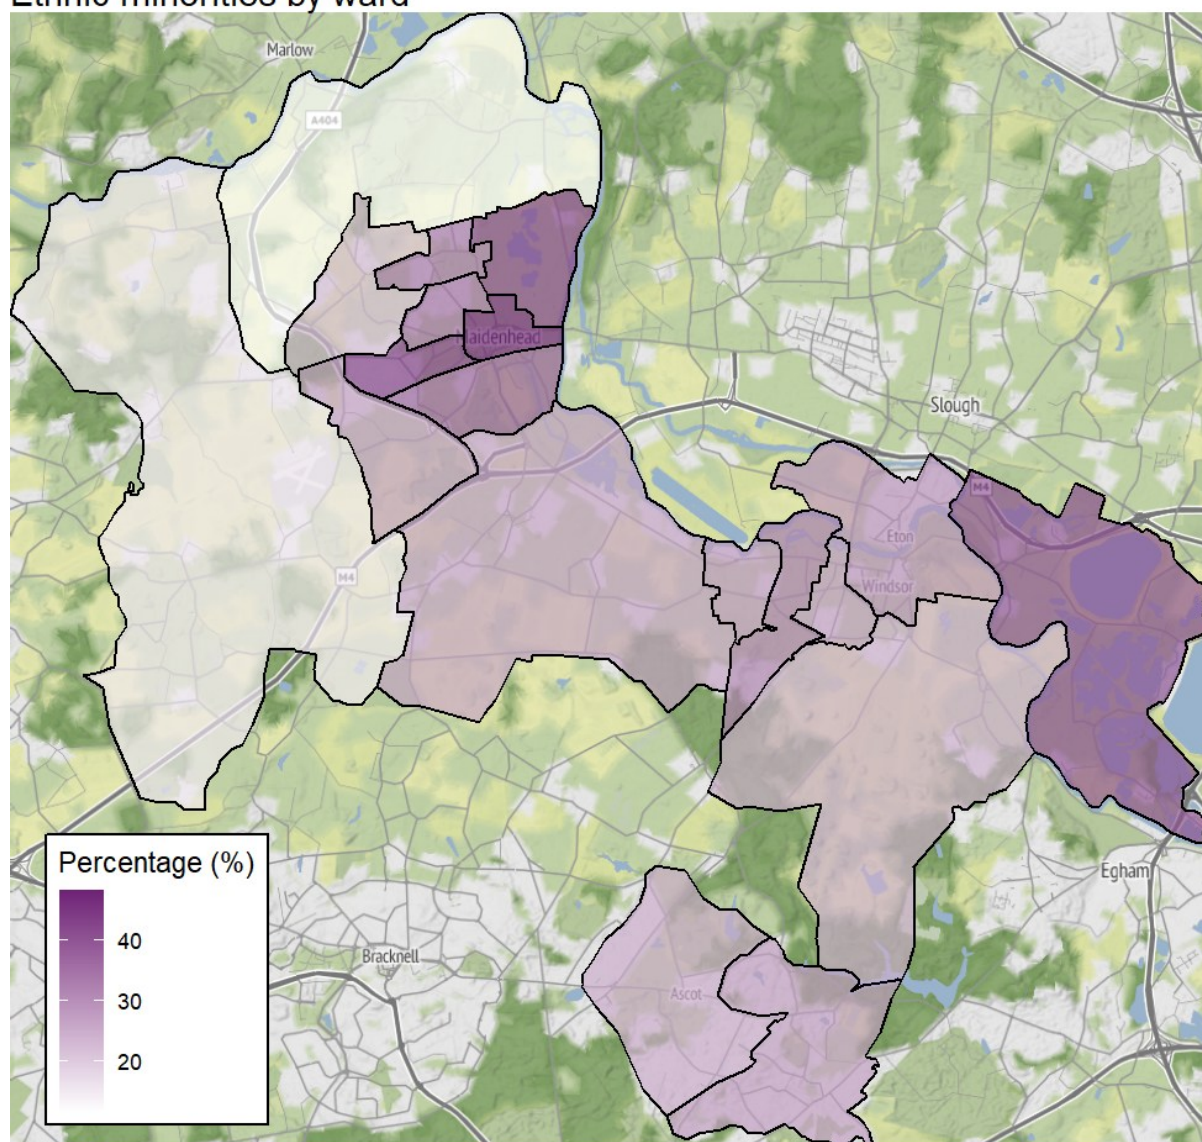 Ethnic minorities by ward
Marlow
A404
Maidenhead
Slough
M4
Eton
Windsor
M4
Percentage (%)
40
30
20
Egham
Bracknell
Ascot